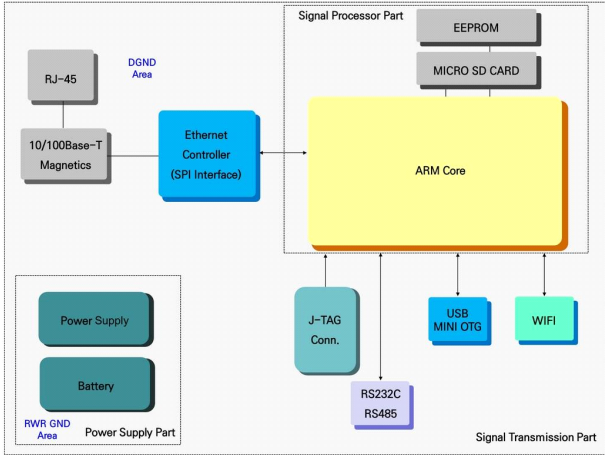 Signal Processor Part
EEPROM
MICRO SD CARD
DGND
Area
RJ-45
10/100Base-T
Magnetics
Ethernet
Controller
(SPI Interface)
ARM Core
J-TAG
Conn.
USB
MINI OTG
WIFI
RS232C
RS485
Power Supply
Battery
RWR GND
Area
Power Supply Part
Signal Transmission Part